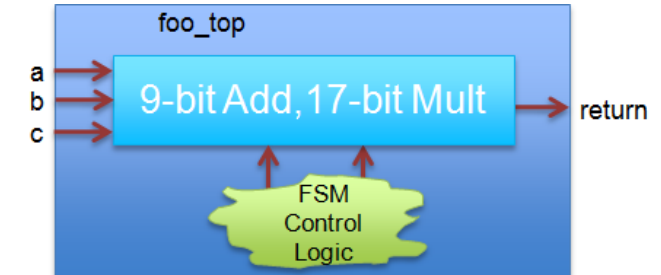 foo_top
a
b
c
9-bit Add,17-bit Mult
return
FSM
Control
Logic